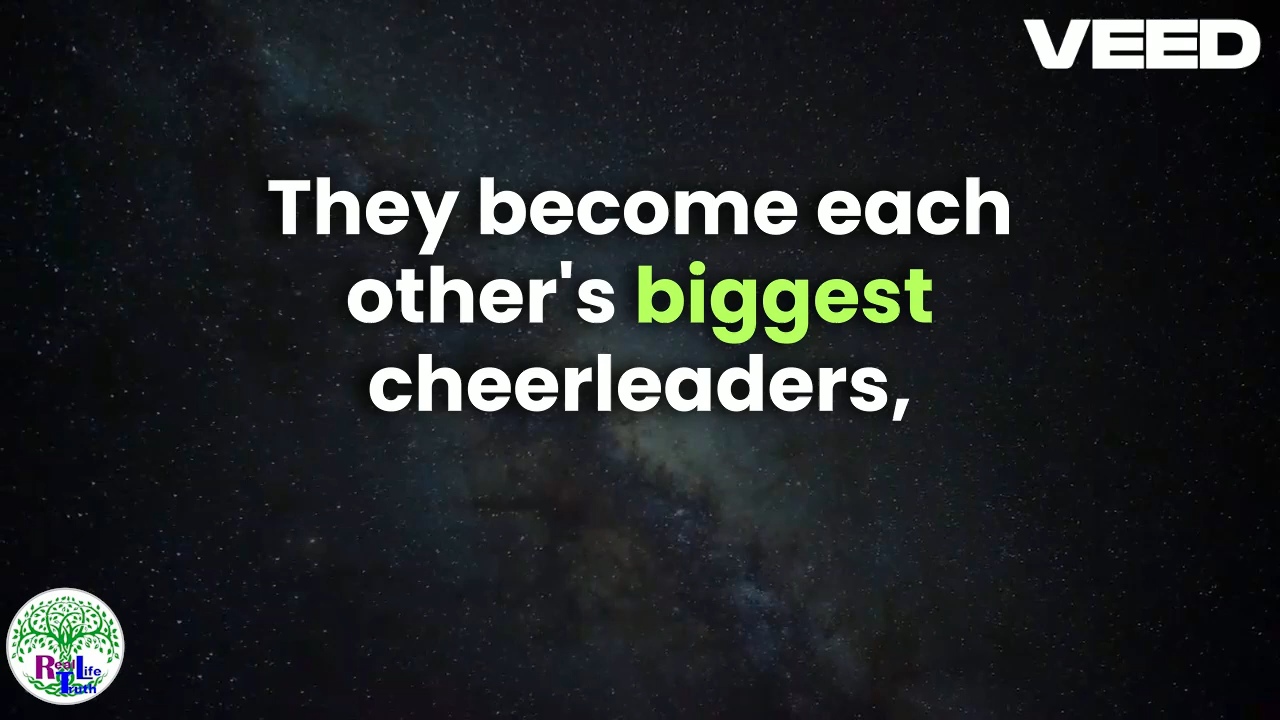 VEED
They become each
other's biggest
cheerleaders,
Real Life
Truth